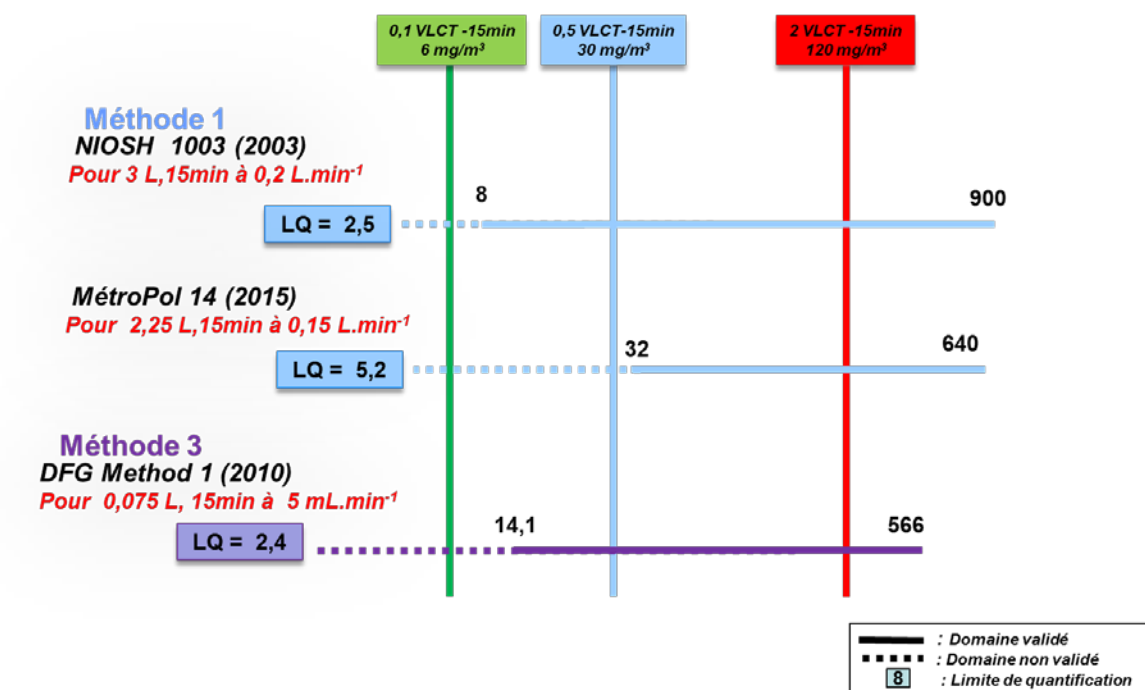 0,1 VLCT -15min
6 mg/m³
0,5 VLCT-15min
30 mg/m³
2 VLCT -15min
120 mg/m³
Méthode 1
NIOSH 1003 (2003)
Pour 3 L,15min à 0,2 L.min⁻¹
8
900
LQ = 2,5
MétroPol 14 (2015)
Pour 2,25 L,15min à 0,15 L.min⁻¹
32
640
LQ = 5,2
Méthode 3
DFG Method 1 (2010)
Pour 0,075 L, 15min à 5 mL.min⁻¹
14,1
566
LQ = 2,4
: Domaine validé
: Domaine non validé
8 : Limite de quantification